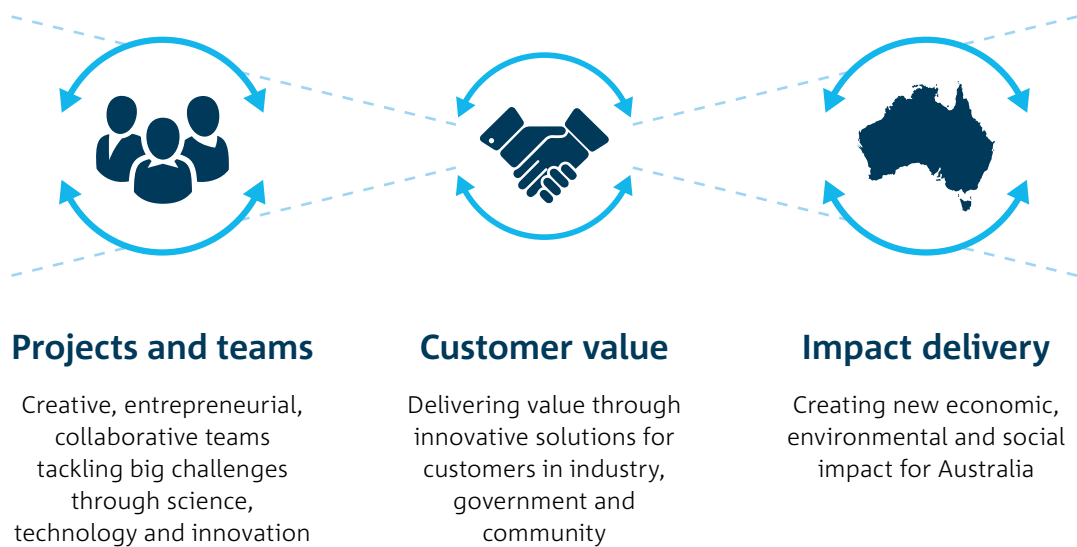 Projects and teams
Creative, entrepreneurial,
collaborative teams
tackling big challenges
through science,
technology and innovation
Customer value
Delivering value through
innovative solutions for
customers in industry,
government and
community
Impact delivery
Creating new economic,
environmental and social
impact for Australia